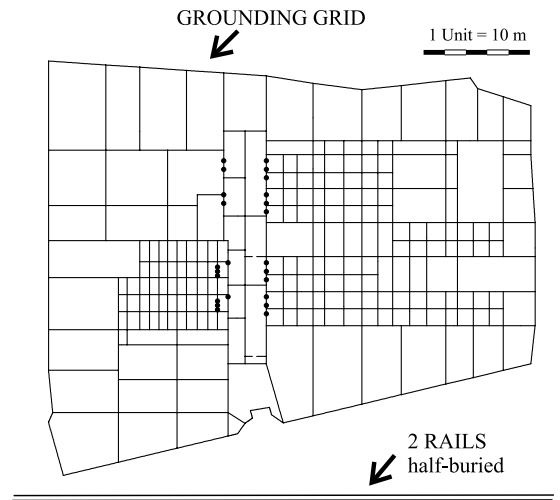 GROUNDING GRID
1 Unit = 10 m
2 RAILS
half-buried